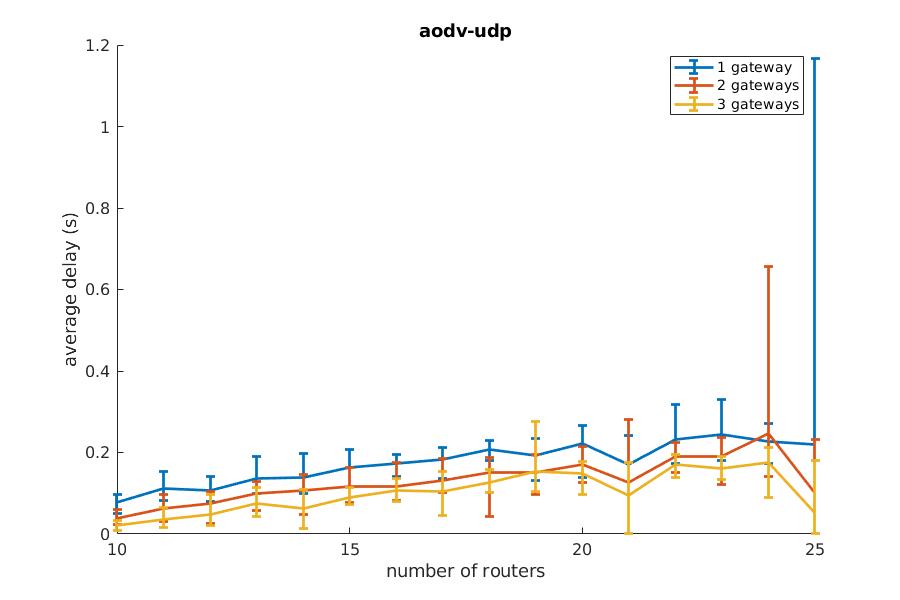 aodv-udp
1.2
1
0.8
0.6
0.4
0.2
0
average delay (s)
1 gateway
2 gateways
3 gateways
10
15
20
25
number of routers